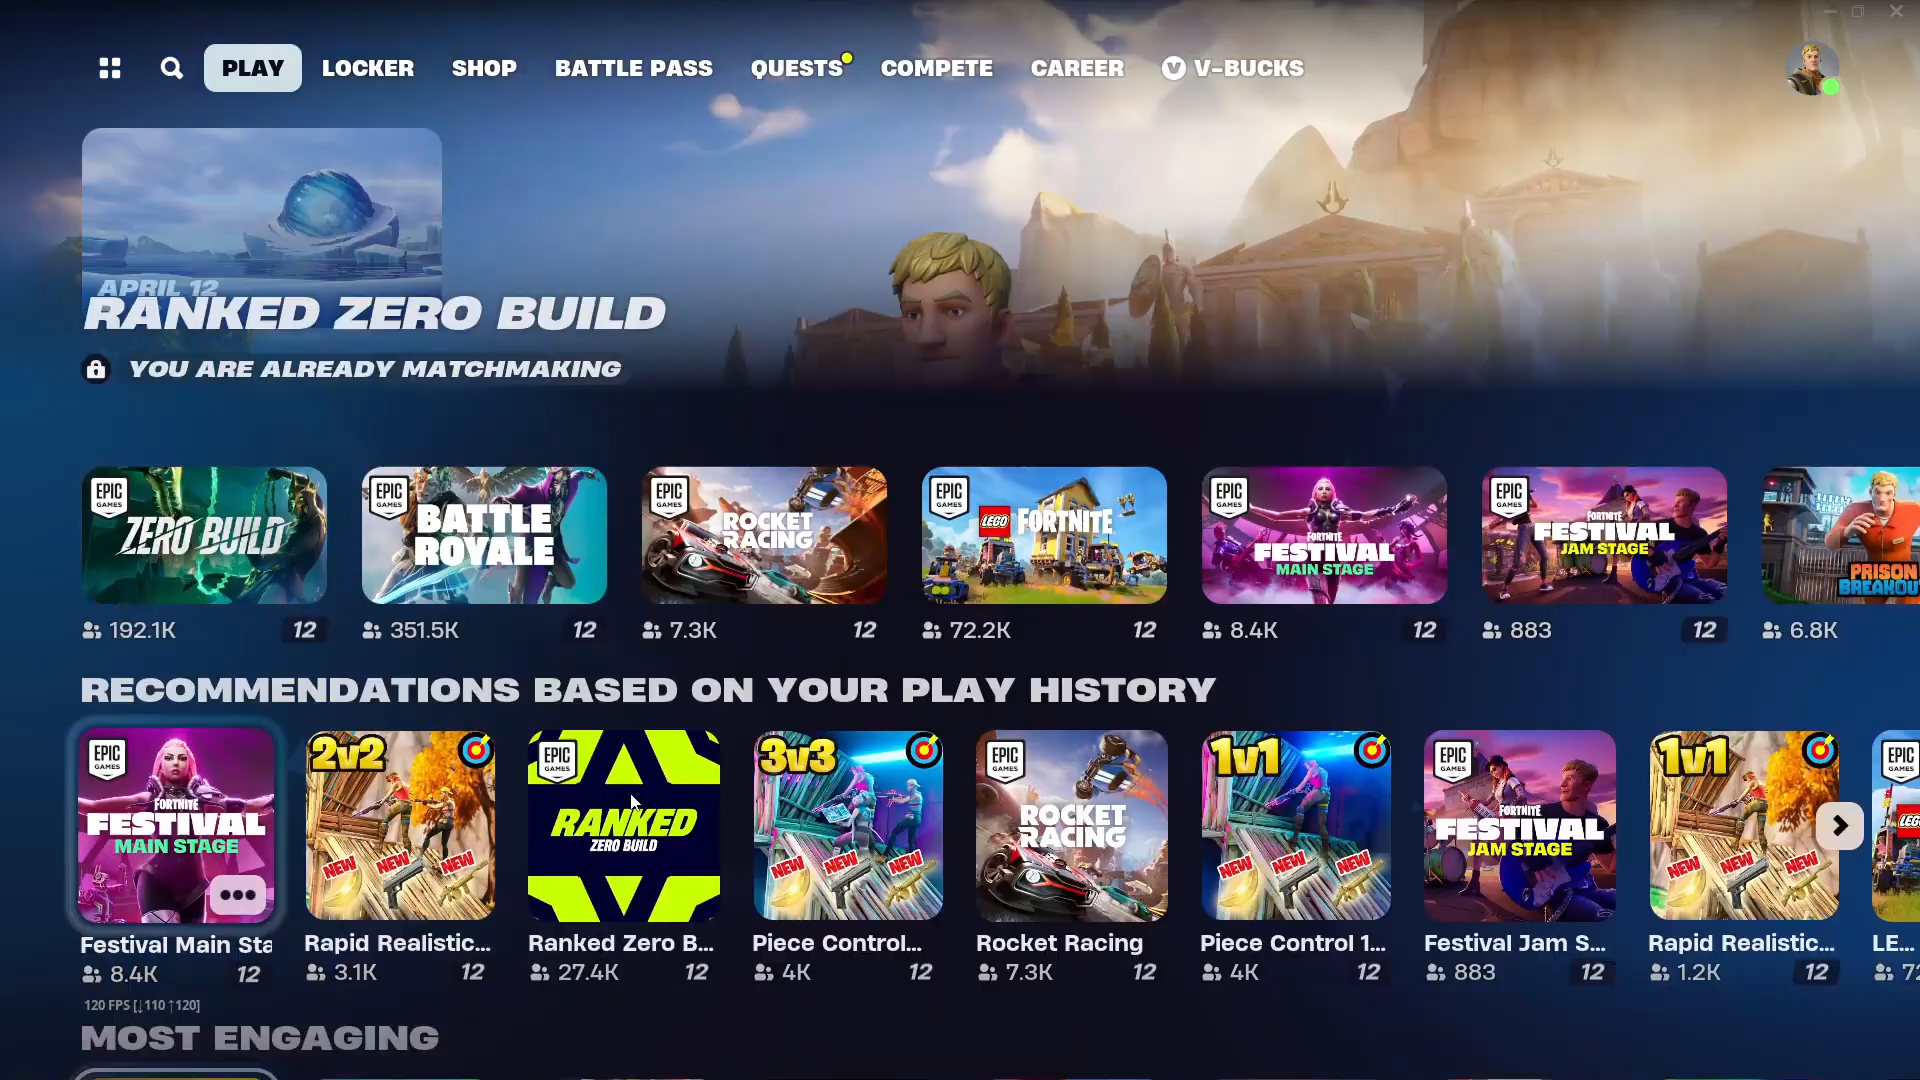 PLAY LOCKER SHOP BATTLE PASS QUESTS COMPETE CAREER V V-BUCKS
APRIL 12
RANKED ZERO BUILD
YOU ARE ALREADY MATCHMAKING
EPIC GAMES
ZERO BUILD
EPIC GAMES
BATTLE ROYALE
EPIC GAMES
ROCKET RACING
EPIC GAMES
LEGO FORTNITE
EPIC GAMES
FORTNITE
FESTIVAL
MAIN STAGE
EPIC GAMES
FORTNITE
FESTIVAL
JAM STAGE
PRISON
BREAKOU
192.1K 12 351.5K 12 7.3K 12 72.2K 12 8.4K 12 883 12 6.8K
RECOMMENDATIONS BASED ON YOUR PLAY HISTORY
EPIC GAMES
FORTNITE
FESTIVAL
MAIN STAGE
2v2
NEW NEW NEW
EPIC GAMES
RANKED
ZERO BUILD
3v3
NEW NEW NEW
EPIC GAMES
ROCKET RACING
1v1
NEW NEW NEW
EPIC GAMES
FORTNITE
FESTIVAL
JAM STAGE
1v1
NEW NEW NEW
EPIC GAMES
LEGO
Festival Main Sta Rapid Realistic... Ranked Zero B... Piece Control... Rocket Racing Piece Control 1... Festival Jam S... Rapid Realistic... LE...
8.4K 12 3.1K 12 27.4K 12 4K 12 7.3K 12 4K 12 883 12 1.2K 12 72
120 FPS [↓110 ↑120]
MOST ENGAGING